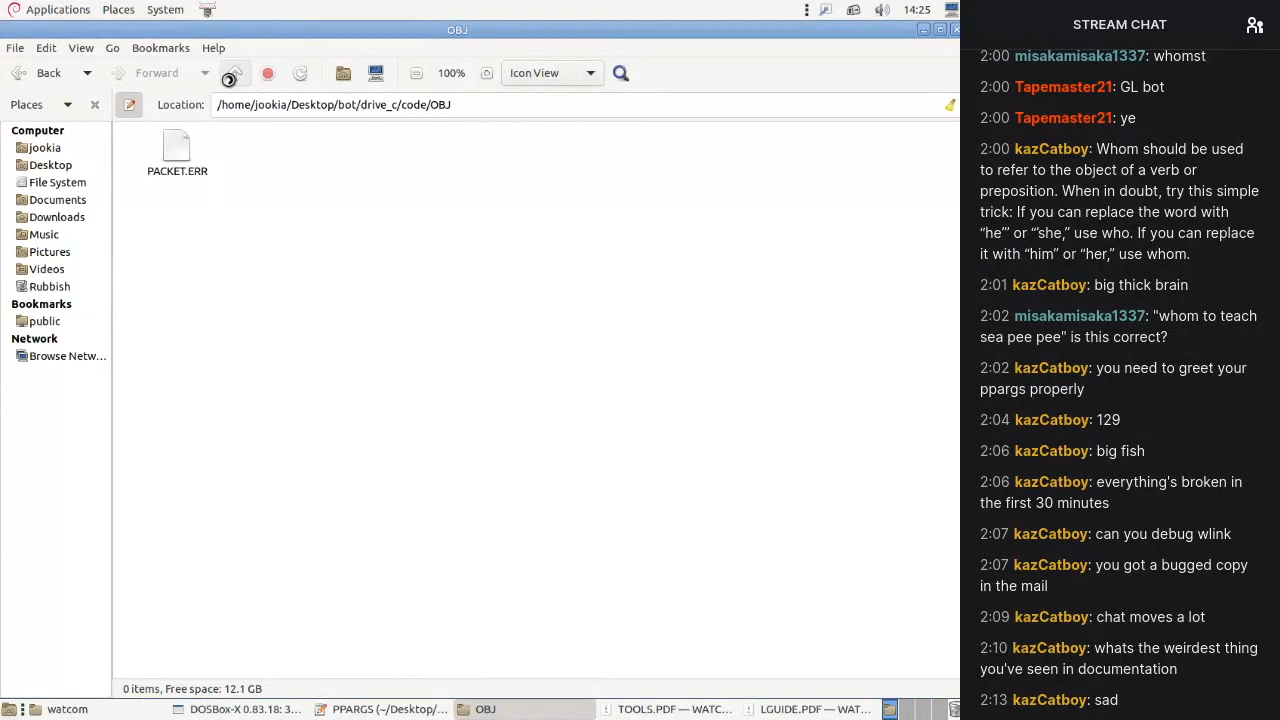 Applications Places System 14:25
OBJ
File Edit View Go Bookmarks Help
Back Forward 100% Icon View
Places Location: /home/jookia/Desktop/bot/drive_c/code/OBJ
Computer
jookia
Desktop
File System
Documents
Downloads
Music
Pictures
Videos
Rubbish
Bookmarks
public
Network
Browse Netw…
PACKET.ERR
0 items, Free space: 12.1 GB
watcom DOSBox-X 0.83.18: 3… PPARGS (~/Desktop/… OBJ TOOLS.PDF — WATC… LGUIDE.PDF — WAT…
STREAM CHAT
2:00 misakamisaka1337: whomst
2:00 Tapemaster21: GL bot
2:00 Tapemaster21: ye
2:00 kazCatboy: Whom should be used
to refer to the object of a verb or
preposition. When in doubt, try this simple
trick: If you can replace the word with
“he”’ or “’she,” use who. If you can replace
it with “him” or “her,” use whom.
2:01 kazCatboy: big thick brain
2:02 misakamisaka1337: "whom to teach
sea pee pee" is this correct?
2:02 kazCatboy: you need to greet your
ppargs properly
2:04 kazCatboy: 129
2:06 kazCatboy: big fish
2:06 kazCatboy: everything's broken in
the first 30 minutes
2:07 kazCatboy: can you debug wlink
2:07 kazCatboy: you got a bugged copy
in the mail
2:09 kazCatboy: chat moves a lot
2:10 kazCatboy: whats the weirdest thing
you've seen in documentation
2:13 kazCatboy: sad